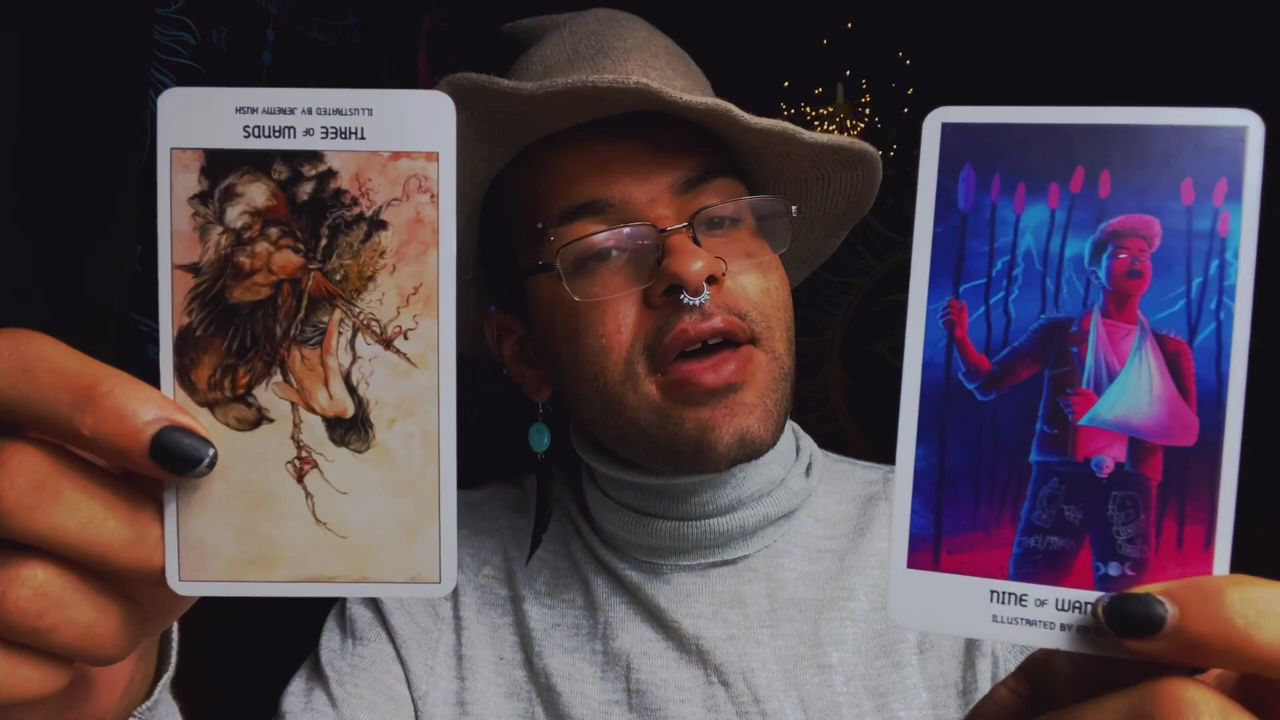 ILLUSTRATED BY JEREMY HUSH
THREE OF WANDS
NINE OF WAN
ILLUSTRATED BY